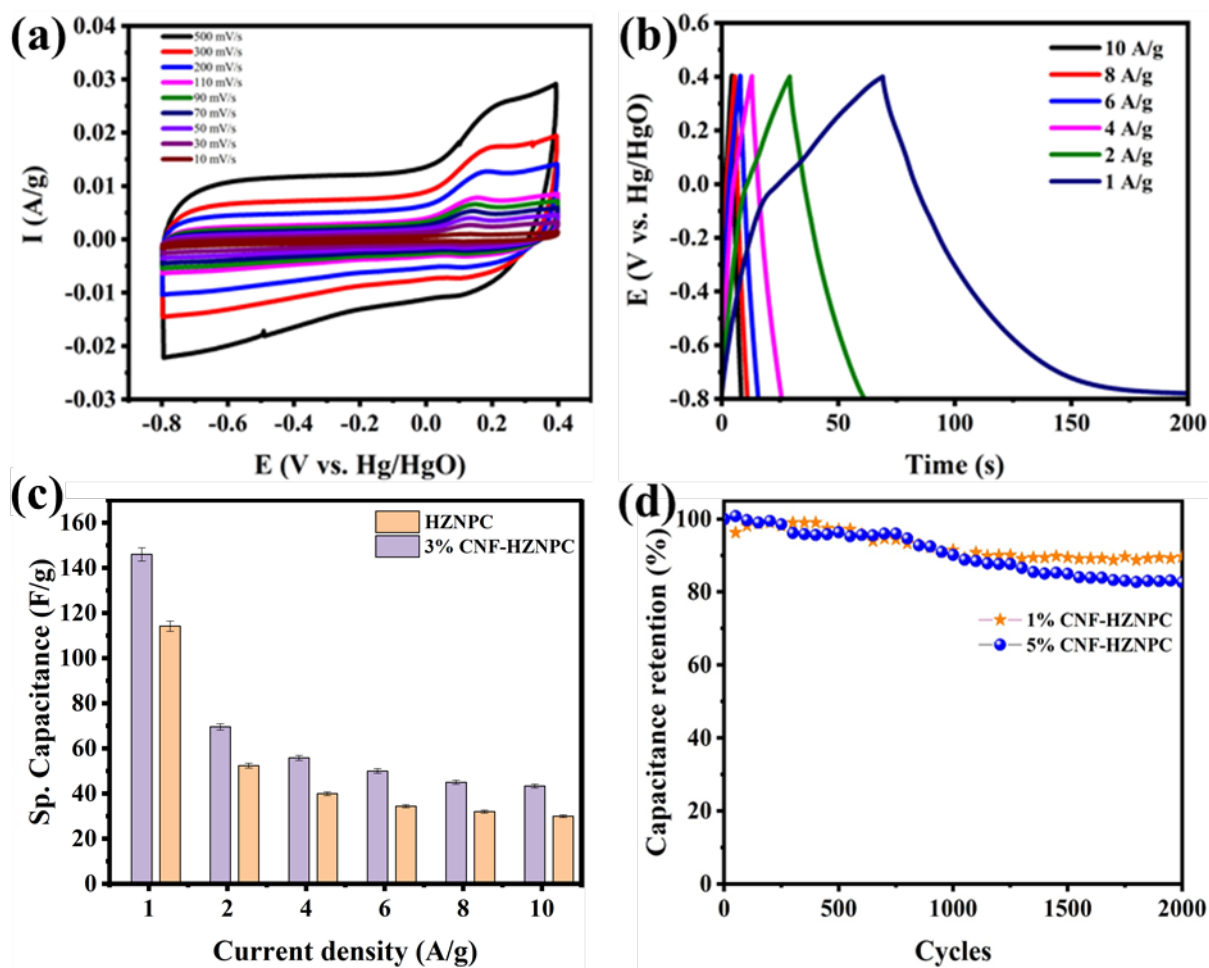 (a)
500 mV/s
300 mV/s
200 mV/s
110 mV/s
90 mV/s
70 mV/s
50 mV/s
30 mV/s
10 mV/s
0.04
0.03
0.02
0.01
0.00
-0.01
-0.02
-0.03
I (A/g)
-0.8 -0.6 -0.4 -0.2 0.0 0.2 0.4
E (V vs. Hg/HgO)
(b)
10 A/g
8 A/g
6 A/g
4 A/g
2 A/g
1 A/g
0.4
0.0
-0.4
-0.8
0.2
-0.2
-0.6
E (V vs. Hg/HgO)
0 50 100 150 200
Time (s)
(c)
HZNPC
3% CNF-HZNPC
160
140
120
100
80
60
40
20
0
Sp. Capacitance (F/g)
1 2 4 6 8 10
Current density (A/g)
(d)
1% CNF-HZNPC
5% CNF-HZNPC
100
80
60
40
20
0
Capacitance retention (%)
0 500 1000 1500 2000
Cycles